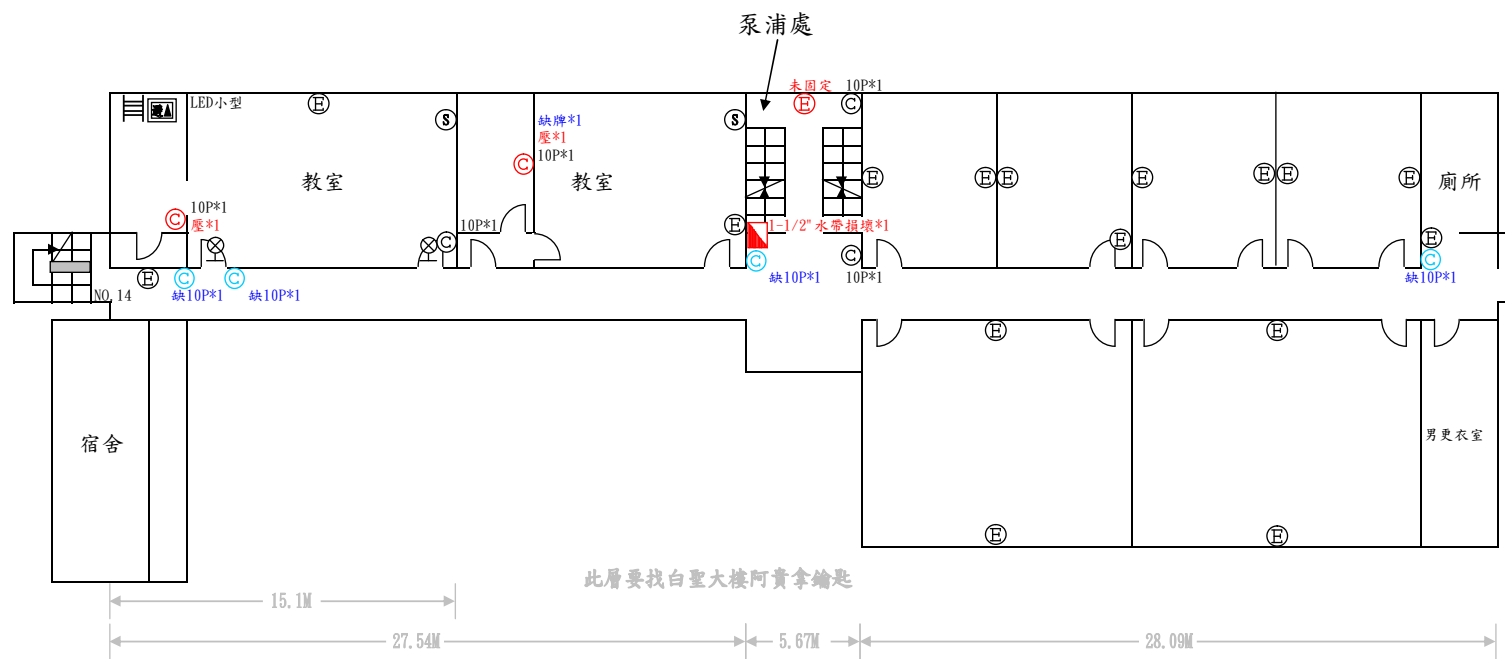 泵浦處
未固定 10P*1
C
E
LED小型
E
S
缺牌*1
壓*1
10P*1
C
S
教室
教室
E
E
E
E
E
E
E
廁所
10P*1
壓*1
C
10P*1
C
E
1-1/2"水帶損壞*1
C
E
E
E
C
C
C
C
NO.14
缺10P*1
缺10P*1
缺10P*1
10P*1
缺10P*1
E
E
宿舍
男更衣室
E
E
此層要找白聖大樓阿貴拿鑰匙
15.1M
27.54M
5.67M
28.09M